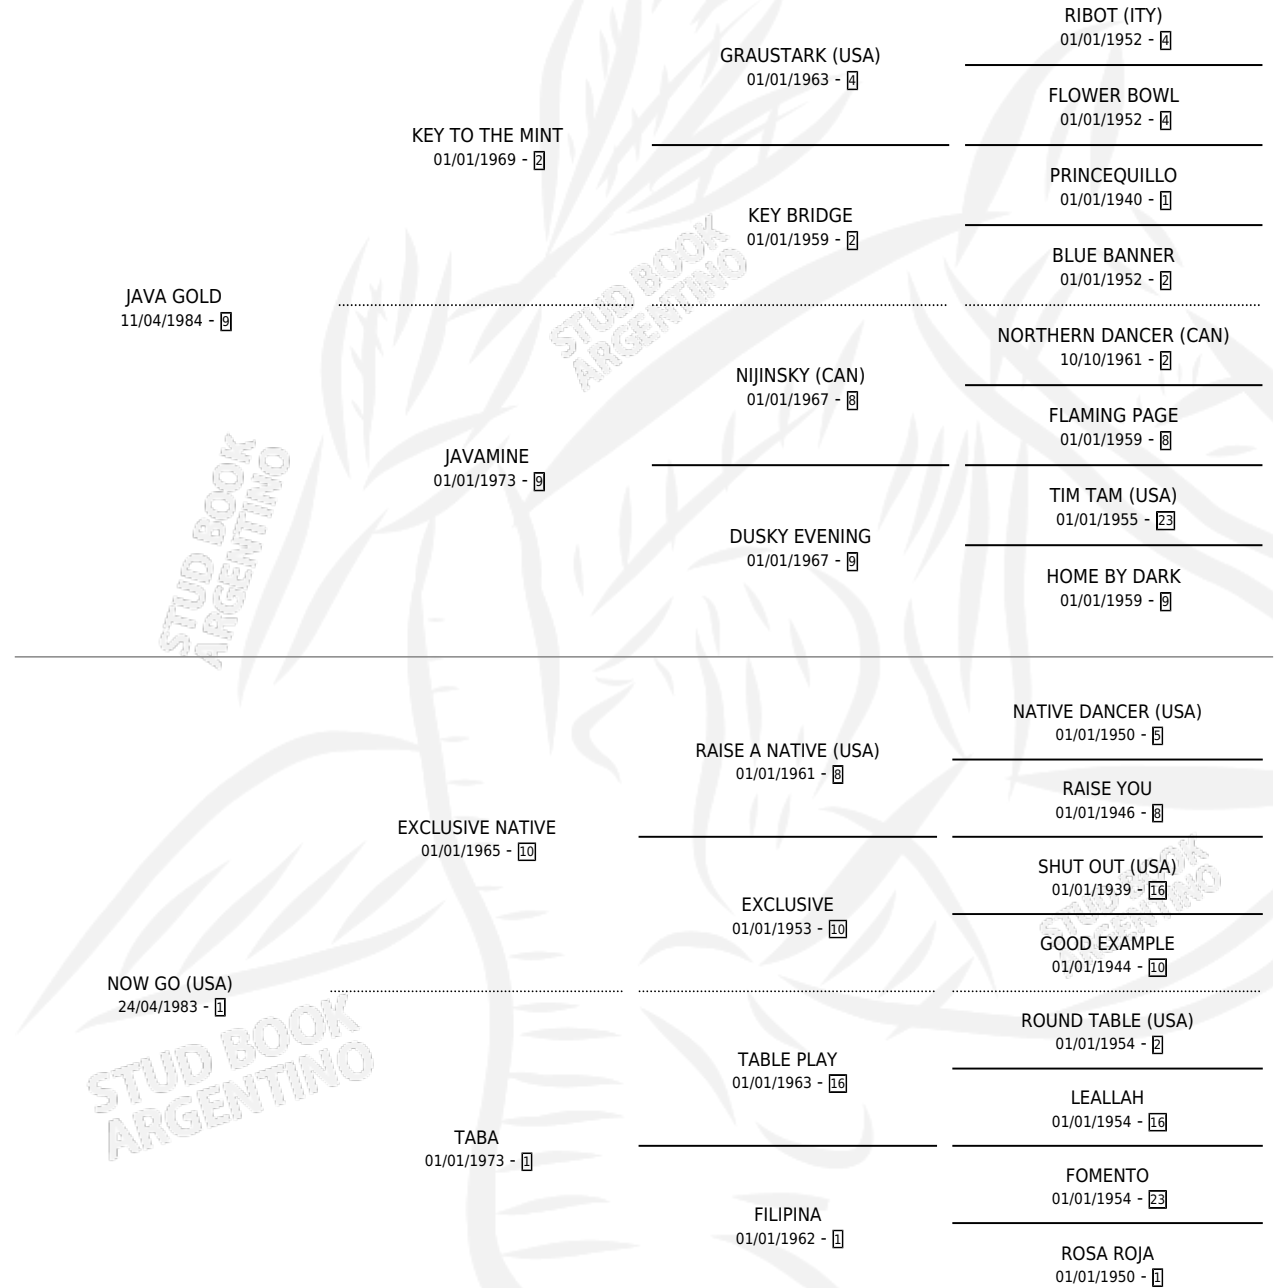 RIBOT (ITY)
01/01/1952 - 4
GRAUSTARK (USA)
01/01/1963 - 4
FLOWER BOWL
01/01/1952 - 4
KEY TO THE MINT
01/01/1969 - 2
PRINCEQUILLO
01/01/1940 - 1
KEY BRIDGE
01/01/1959 - 2
BLUE BANNER
01/01/1952 - 2
STUD BOOK
ARGENTINO
JAVA GOLD
11/04/1984 - 9
NORTHERN DANCER (CAN)
10/10/1961 - 2
NIJINSKY (CAN)
01/01/1967 - 8
FLAMING PAGE
01/01/1959 - 8
JAVAMINE
01/01/1973 - 9
TIM TAM (USA)
01/01/1955 - 23
DUSKY EVENING
01/01/1967 - 9
HOME BY DARK
01/01/1959 - 9
STUD BOOK
ARGENTINO
NATIVE DANCER (USA)
01/01/1950 - 5
RAISE A NATIVE (USA)
01/01/1961 - 8
RAISE YOU
01/01/1946 - 8
EXCLUSIVE NATIVE
01/01/1965 - 10
SHUT OUT (USA)
01/01/1939 - 16
EXCLUSIVE
01/01/1953 - 10
GOOD EXAMPLE
01/01/1944 - 10
STUD BOOK
ARGENTINO
NOW GO (USA)
24/04/1983 - 1
ROUND TABLE (USA)
01/01/1954 - 2
TABLE PLAY
01/01/1963 - 16
LEALLAH
01/01/1954 - 16
STUD BOOK
ARGENTINO
TABA
01/01/1973 - 1
FOMENTO
01/01/1954 - 23
FILIPINA
01/01/1962 - 1
ROSA ROJA
01/01/1950 - 1